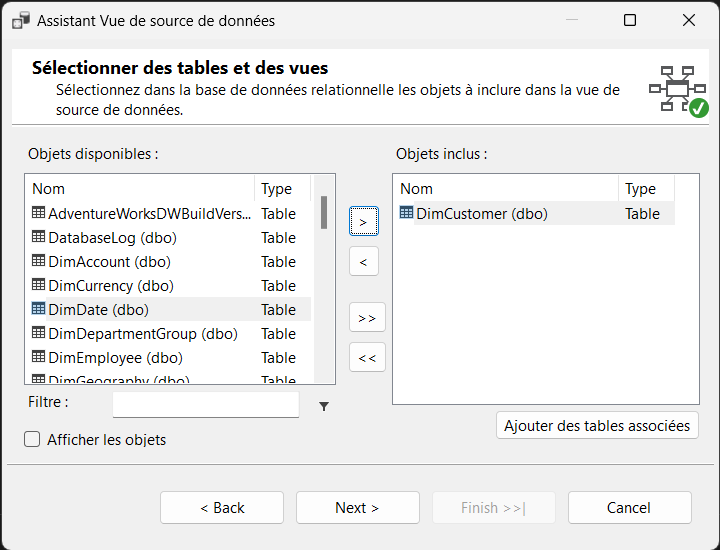 Assistant Vue de source de données
Sélectionner des tables et des vues
Sélectionnez dans la base de données relationnelle les objets à inclure dans la vue de
source de données.
Objets disponibles :
Nom Type
AdventureWorksDWBuildVers... Table
DatabaseLog (dbo) Table
DimAccount (dbo) Table
DimCurrency (dbo) Table
DimDate (dbo) Table
DimDepartmentGroup (dbo) Table
DimEmployee (dbo) Table
DimGeography (dbo) Table
Filtre :
Afficher les objets
>
<
>>
<<
Objets inclus :
Nom Type
DimCustomer (dbo) Table
Ajouter des tables associées
< Back
Next >
Finish >>|
Cancel